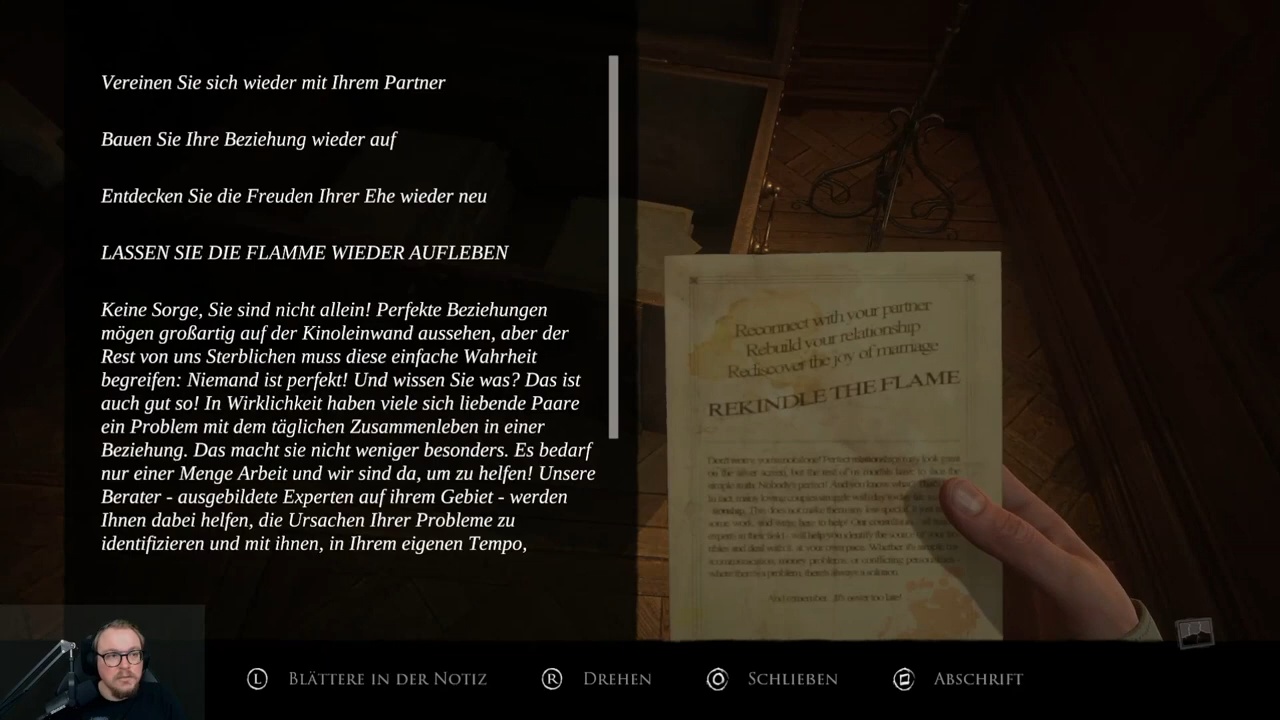 Vereinen Sie sich wieder mit Ihrem Partner
Bauen Sie Ihre Beziehung wieder auf
Entdecken Sie die Freuden Ihrer Ehe wieder neu
LASSEN SIE DIE FLAMME WIEDER AUFLEBEN
Keine Sorge, Sie sind nicht allein! Perfekte Beziehungen
mögen großartig auf der Kinoleinwand aussehen, aber der
Rest von uns Sterblichen muss diese einfache Wahrheit
begreifen: Niemand ist perfekt! Und wissen Sie was? Das ist
auch gut so! In Wirklichkeit haben viele sich liebende Paare
ein Problem mit dem täglichen Zusammenleben in einer
Beziehung. Das macht sie nicht weniger besonders. Es bedarf
nur einer Menge Arbeit und wir sind da, um zu helfen! Unsere
Berater - ausgebildete Experten auf ihrem Gebiet - werden
Ihnen dabei helfen, die Ursachen Ihrer Probleme zu
identifizieren und mit ihnen, in Ihrem eigenen Tempo,
Reconnect with your partner
Rebuild your relationship
Rediscover the joy of marriage
REKINDLE THE FLAME
And remember
it's never too late!
L BLÄTTERE IN DER NOTIZ
R DREHEN
SCHLIEßEN
ABSCHRIFT